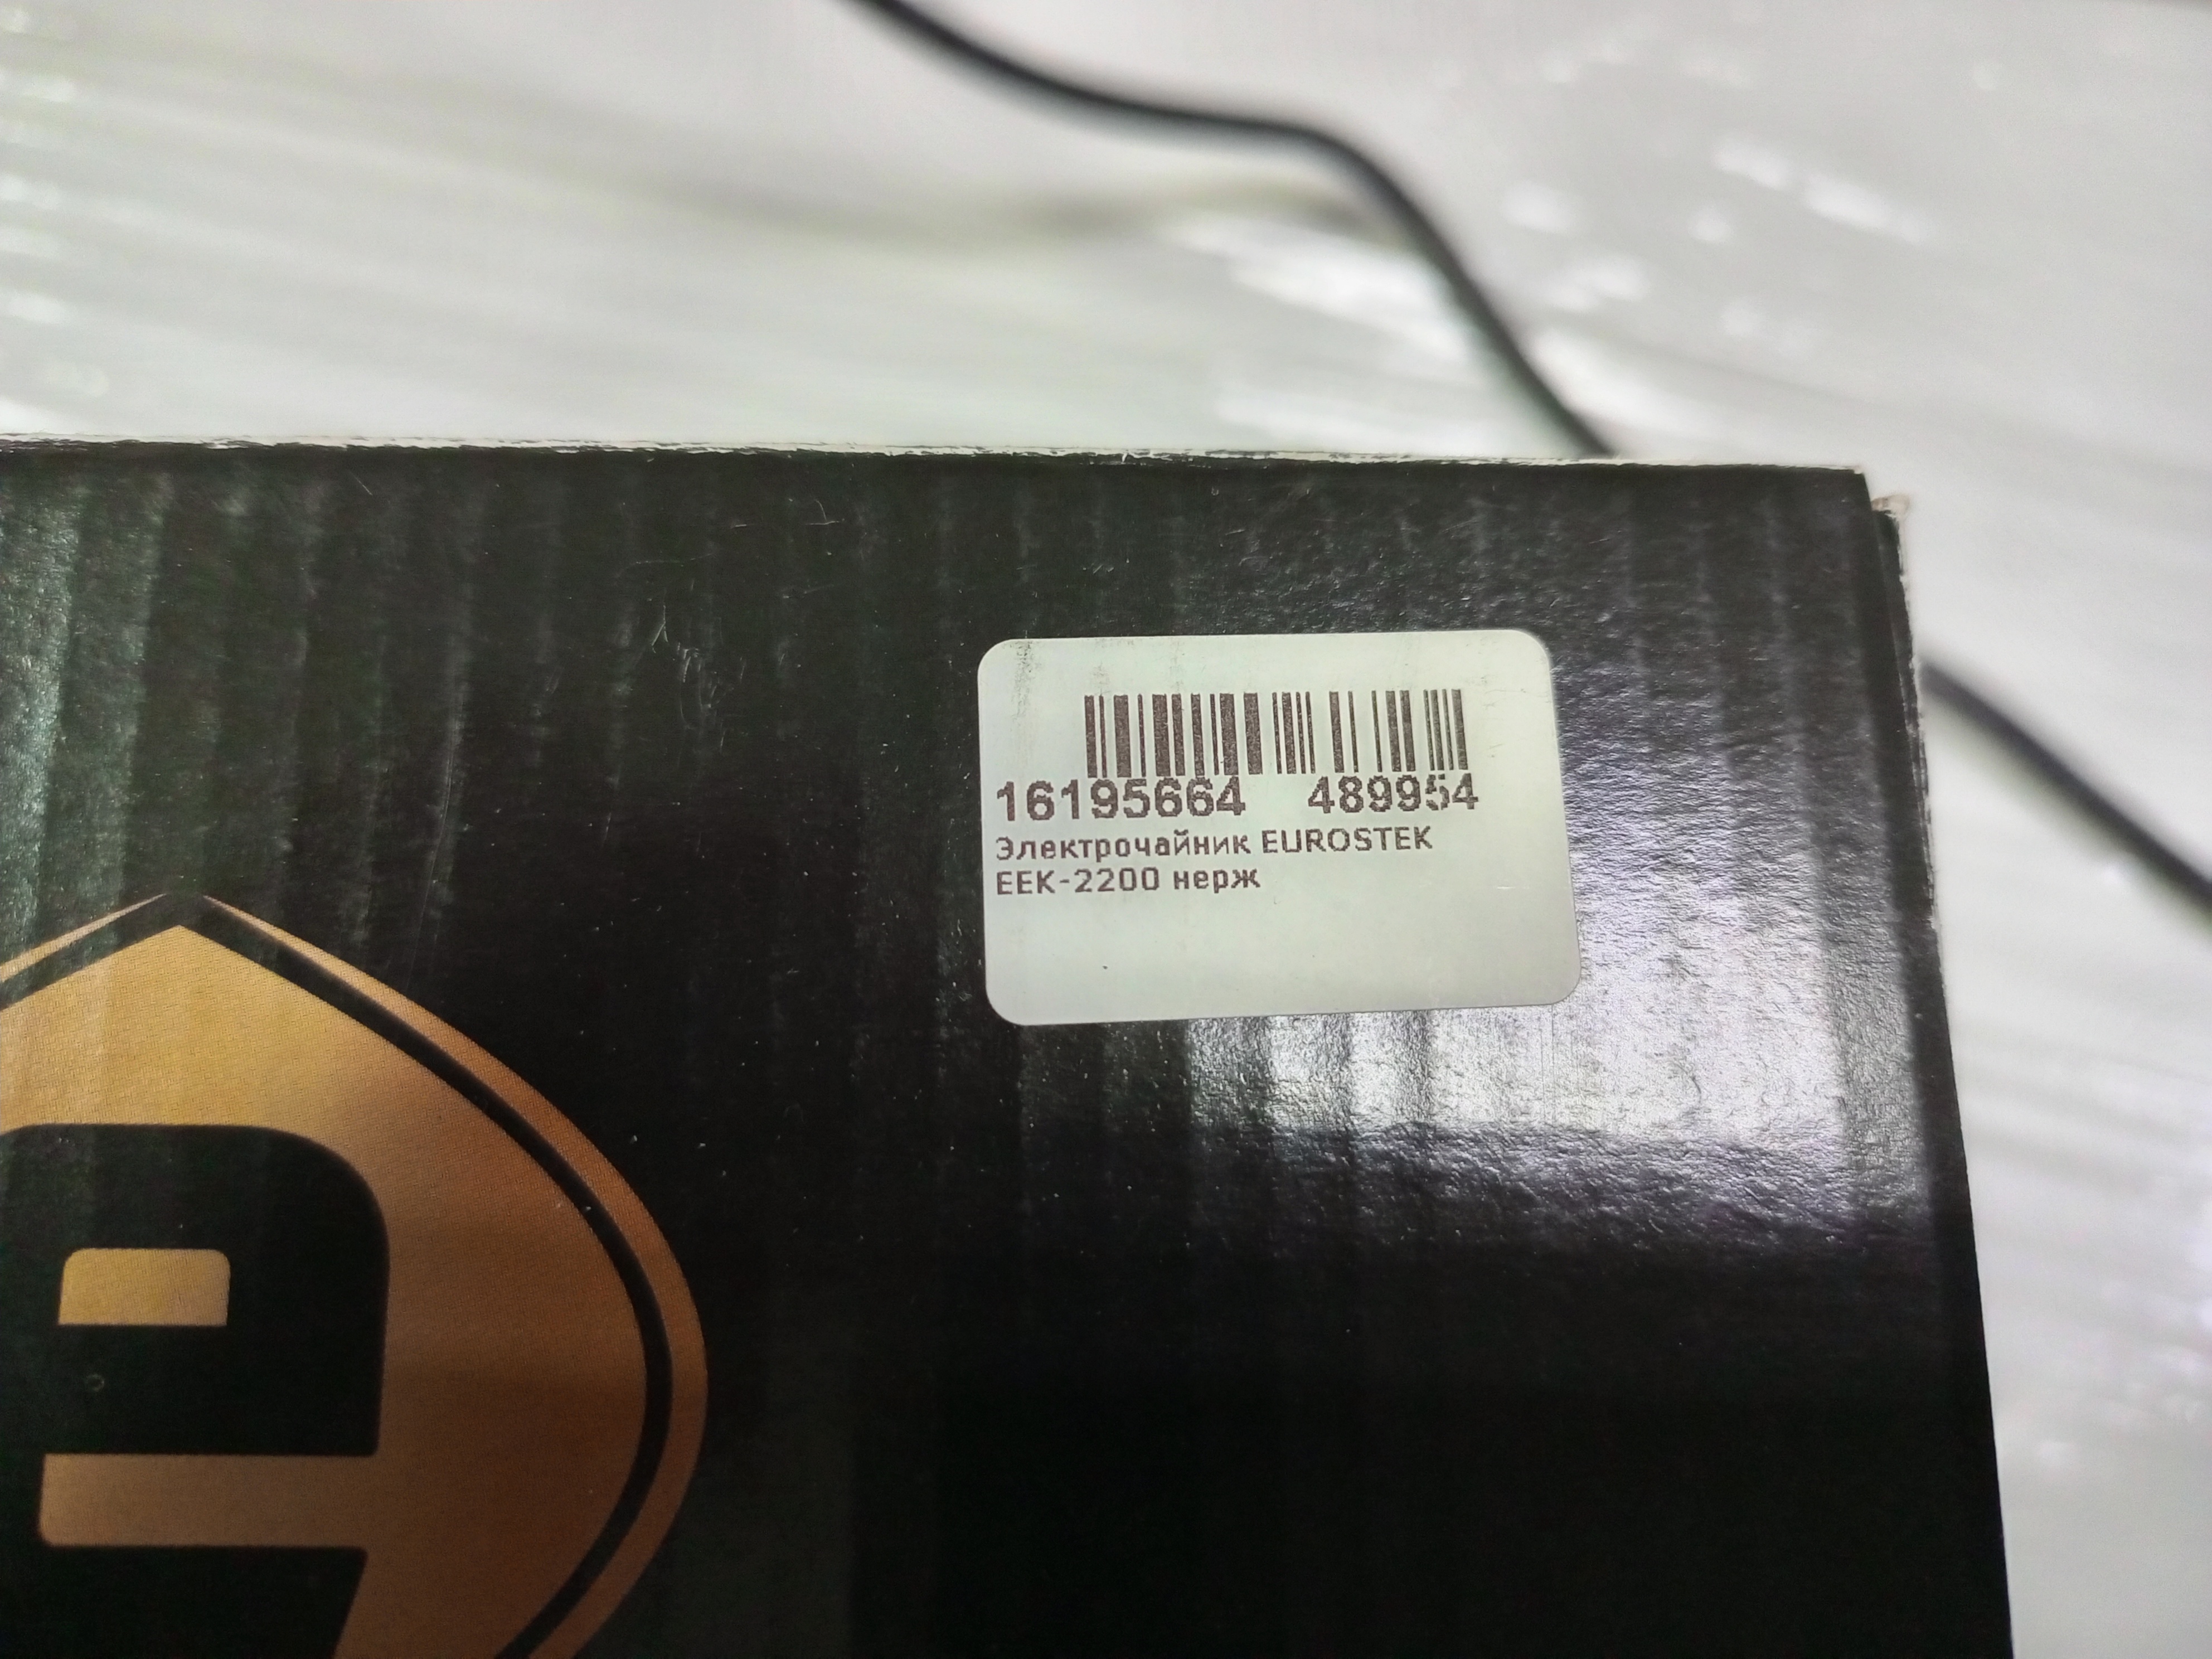 16195664 489954
Электрочайник EUROSTEK
EEK-2200 нерж
e